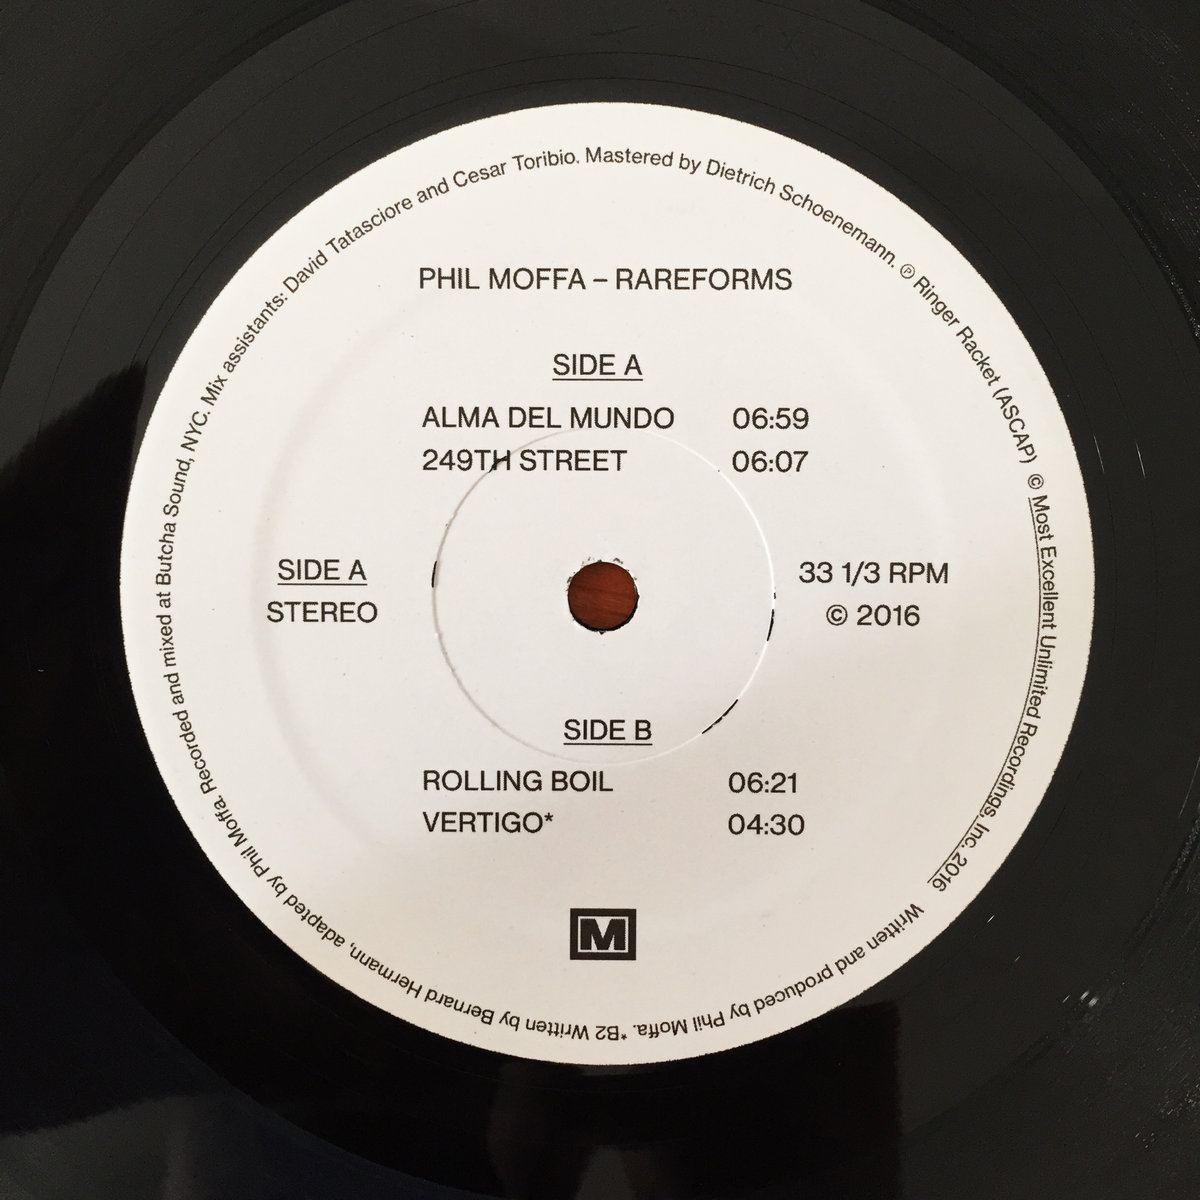 PHIL MOFFA – RAREFORMS
SIDE A
ALMA DEL MUNDO 06:59
249TH STREET 06:07
SIDE A
STEREO
33 1/3 RPM
© 2016
SIDE B
ROLLING BOIL 06:21
VERTIGO* 04:30
M
Written and produced by Phil Moffa. *B2 Written by Bernard Hermann, adapted by Phil Moffa. Recorded and mixed at Butcha Sound, NYC. Mix assistants: David Tatasciore and Cesar Toribio. Mastered by Dietrich Schoenemann. ℗ Ringer Racket (ASCAP) © Most Excellent Unlimited Recordings, Inc. 2016